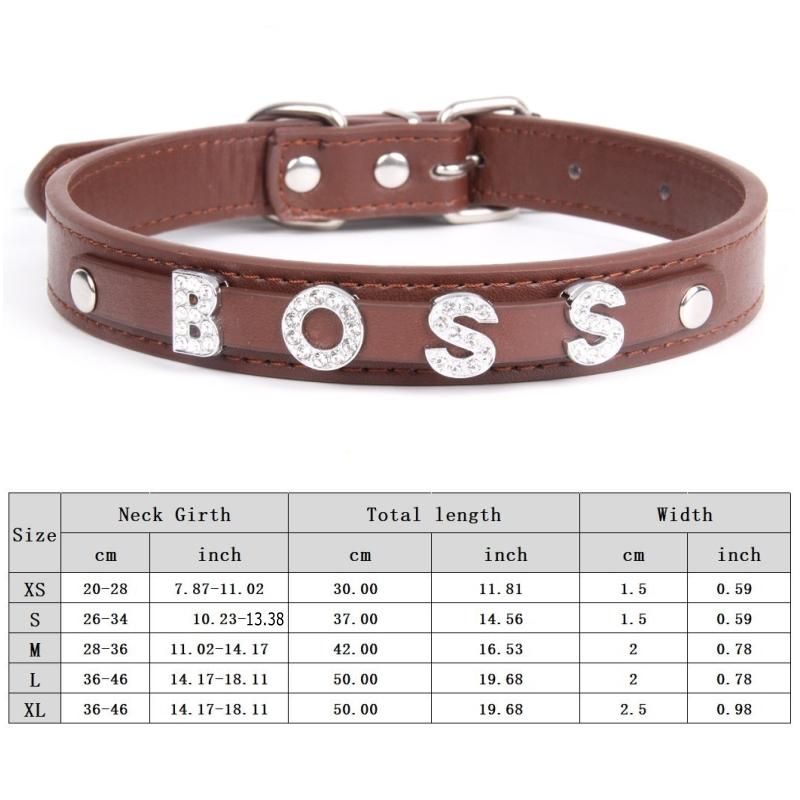 BOSS
Size Neck Girth Total length Width
cm inch cm inch cm inch
XS 20-28 7.87-11.02 30.00 11.81 1.5 0.59
S 26-34 10.23-13.38 37.00 14.56 1.5 0.59
M 28-36 11.02-14.17 42.00 16.53 2 0.78
L 36-46 14.17-18.11 50.00 19.68 2 0.78
XL 36-46 14.17-18.11 50.00 19.68 2.5 0.98